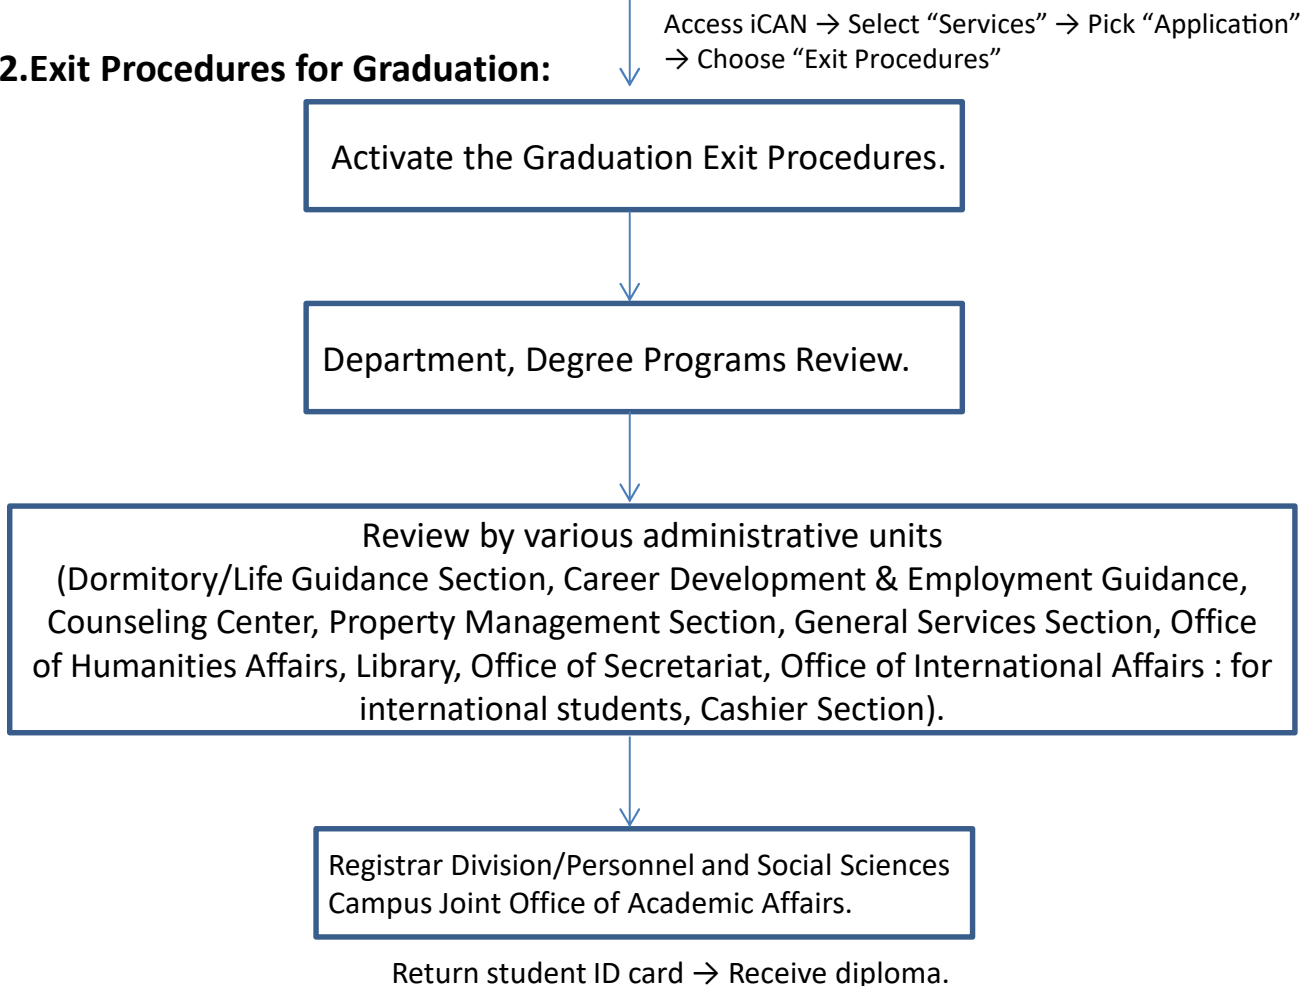 Access iCAN → Select “Services” → Pick “Application”
→ Choose “Exit Procedures”
2.Exit Procedures for Graduation:
Activate the Graduation Exit Procedures.
Department, Degree Programs Review.
Review by various administrative units
(Dormitory/Life Guidance Section, Career Development & Employment Guidance,
Counseling Center, Property Management Section, General Services Section, Office
of Humanities Affairs, Library, Office of Secretariat, Office of International Affairs : for
international students, Cashier Section).
Registrar Division/Personnel and Social Sciences
Campus Joint Office of Academic Affairs.
Return student ID card → Receive diploma.